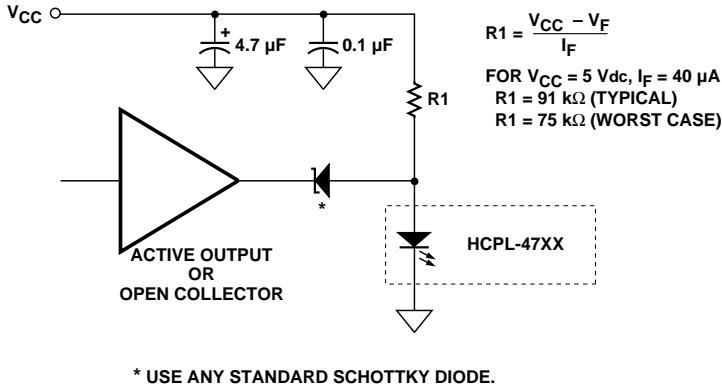 VCC
+
4.7 µF
0.1 µF
R1
R1 = VCC – VF
IF
FOR VCC = 5 Vdc, IF = 40 µA
R1 = 91 kΩ (TYPICAL)
R1 = 75 kΩ (WORST CASE)
*
HCPL-47XX
ACTIVE OUTPUT
OR
OPEN COLLECTOR
* USE ANY STANDARD SCHOTTKY DIODE.